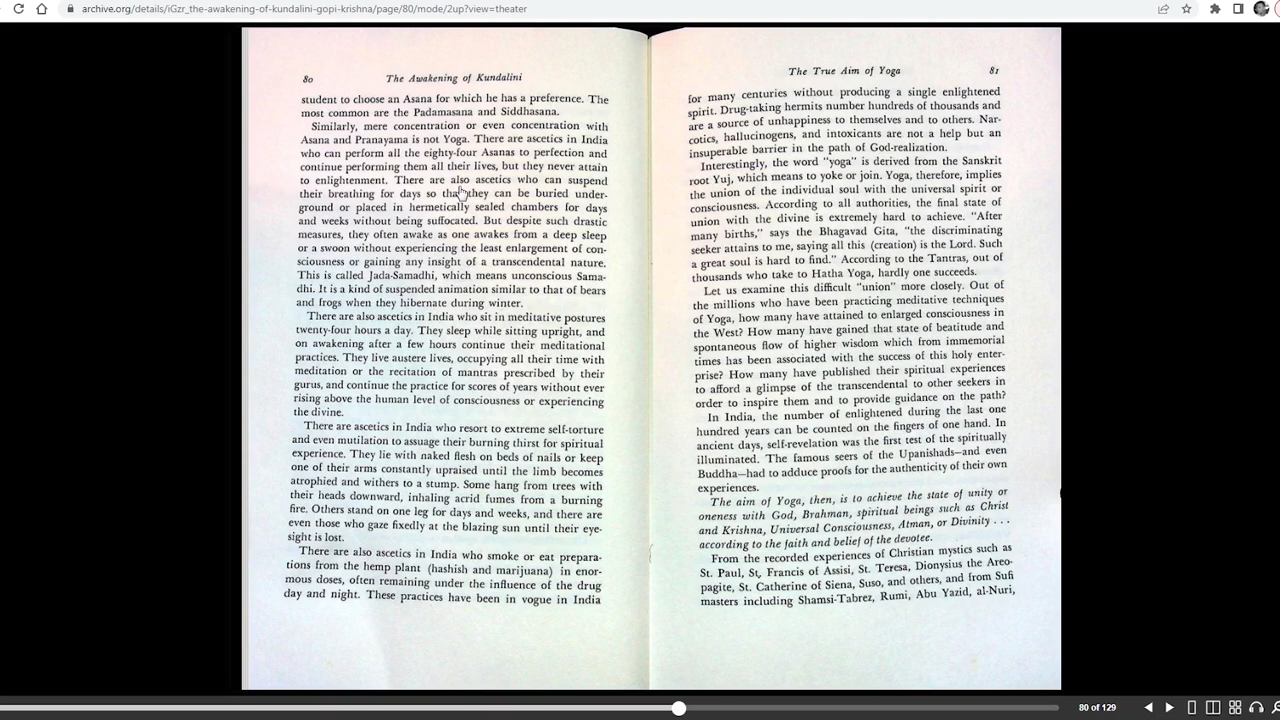 archive.org/details/iGzr_the-awakening-of-kundalini-gopi-krishna/page/80/mode/2up?view=theater
80 The Awakening of Kundalini
student to choose an Asana for which he has a preference. The
most common are the Padamasana and Siddhasana.
Similarly, mere concentration or even concentration with
Asana and Pranayama is not Yoga. There are ascetics in India
who can perform all the eighty-four Asanas to perfection and
continue performing them all their lives, but they never attain
to enlightenment. There are also ascetics who can suspend
their breathing for days so that they can be buried under-
ground or placed in hermetically sealed chambers for days
and weeks without being suffocated. But despite such drastic
measures, they often awake as one awakes from a deep sleep
or a swoon without experiencing the least enlargement of con-
sciousness or gaining any insight of a transcendental nature.
This is called Jada-Samadhi, which means unconscious Sama-
dhi. It is a kind of suspended animation similar to that of bears
and frogs when they hibernate during winter.
There are also ascetics in India who sit in meditative postures
twenty-four hours a day. They sleep while sitting upright, and
on awakening after a few hours continue their meditational
practices. They live austere lives, occupying all their time with
meditation or the recitation of mantras prescribed by their
gurus, and continue the practice for scores of years without ever
rising above the human level of consciousness or experiencing
the divine.
There are ascetics in India who resort to extreme self-torture
and even mutilation to assuage their burning thirst for spiritual
experience. They lie with naked flesh on beds of nails or keep
one of their arms constantly upraised until the limb becomes
atrophied and withers to a stump. Some hang from trees with
their heads downward, inhaling acrid fumes from a burning
fire. Others stand on one leg for days and weeks, and there are
even those who gaze fixedly at the blazing sun until their eye-
sight is lost.
There are also ascetics in India who smoke or eat prepara-
tions from the hemp plant (hashish and marijuana) in enor-
mous doses, often remaining under the influence of the drug
day and night. These practices have been in vogue in India
The True Aim of Yoga 81
for many centuries without producing a single enlightened
spirit. Drug-taking hermits number hundreds of thousands and
are a source of unhappiness to themselves and to others. Nar-
cotics, hallucinogens, and intoxicants are not a help but an
insuperable barrier in the path of God-realization.
Interestingly, the word "yoga" is derived from the Sanskrit
root Yuj, which means to yoke or join. Yoga, therefore, implies
the union of the individual soul with the universal spirit or
consciousness. According to all authorities, the final state of
union with the divine is extremely hard to achieve. "After
many births," says the Bhagavad Gita, "the discriminating
seeker attains to me, saying all this (creation) is the Lord. Such
a great soul is hard to find." According to the Tantras, out of
thousands who take to Hatha Yoga, hardly one succeeds.
Let us examine this difficult "union" more closely. Out of
the millions who have been practicing meditative techniques
of Yoga, how many have attained to enlarged consciousness in
the West? How many have gained that state of beatitude and
spontaneous flow of higher wisdom which from immemorial
times has been associated with the success of this holy enter-
prise? How many have published their spiritual experiences
to afford a glimpse of the transcendental to other seekers in
order to inspire them and to provide guidance on the path?
In India, the number of enlightened during the last one
hundred years can be counted on the fingers of one hand. In
ancient days, self-revelation was the first test of the spiritually
illuminated. The famous seers of the Upanishads—and even
Buddha—had to adduce proofs for the authenticity of their own
experiences.
The aim of Yoga, then, is to achieve the state of unity or
oneness with God, Brahman, spiritual beings such as Christ
and Krishna, Universal Consciousness, Atman, or Divinity . . .
according to the faith and belief of the devotee.
From the recorded experiences of Christian mystics such as
St. Paul, St. Francis of Assisi, St. Teresa, Dionysius the Areo-
pagite, St. Catherine of Siena, Suso, and others, and from Sufi
masters including Shamsi-Tabrez, Rumi, Abu Yazid, al-Nuri,
80 of 129